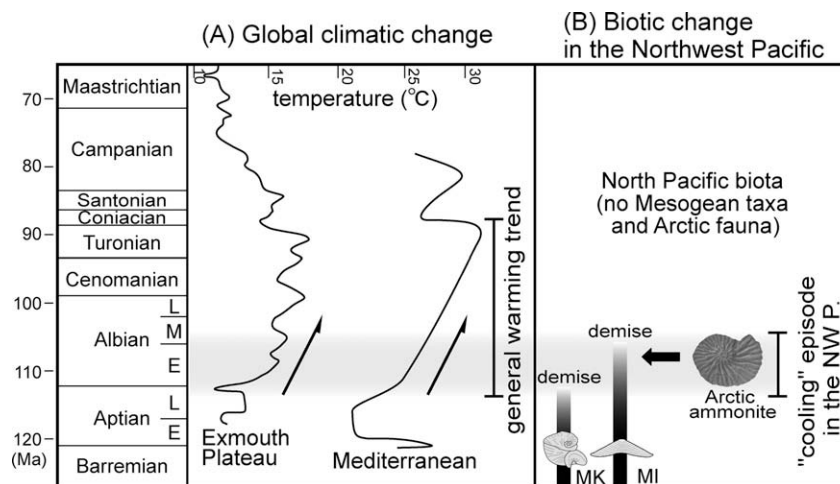 (A) Global climatic change
(B) Biotic change
in the Northwest Pacific
10 15 20 25 30
temperature (°C)
70
80
90
100
110
120
(Ma)
Maastrichtian
Campanian
Santonian
Coniacian
Turonian
Cenomanian
Albian
L
M
E
Aptian
L
E
Barremian
Exmouth
Plateau
Mediterranean
general warming trend
North Pacific biota
(no Mesogean taxa
and Arctic fauna)
demise
demise
Arctic
ammonite
MK
MI
"cooling" episode
in the NW P.